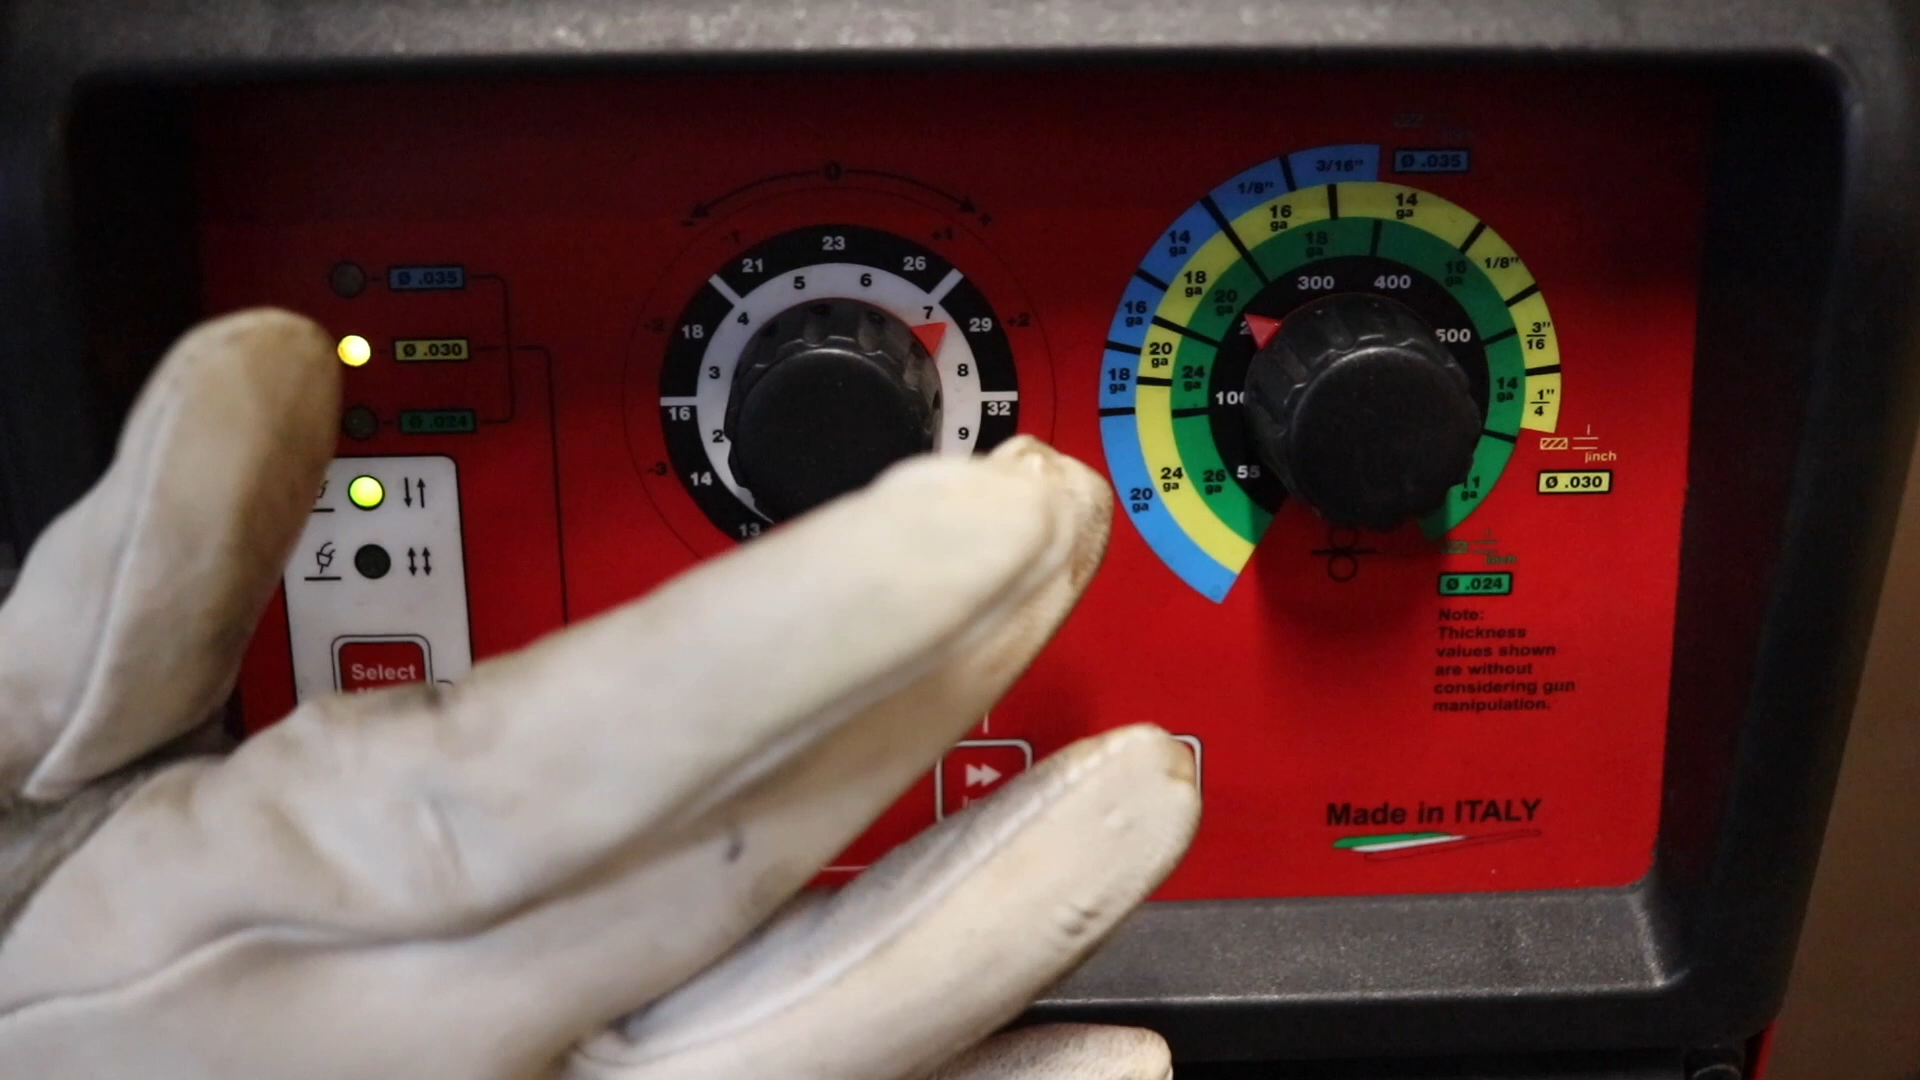 Ø .035
Ø .030
Ø .024
Select
- 0 +
-1
+1
-2
+2
-3
13
14
16
18
21
23
26
29
32
2
3
4
5
6
7
8
9
Ø .035
20 ga
18 ga
16 ga
14 ga
1/8"
3/16"
24 ga
20 ga
18 ga
16 ga
14 ga
1/8"
3/16"
1/4"
26 ga
24 ga
20 ga
18 ga
16 ga
14 ga
55
300
400
500
inch
Ø .030
inch
Ø .024
Note:
Thickness
values shown
are without
considering gun
manipulation.
Made in ITALY